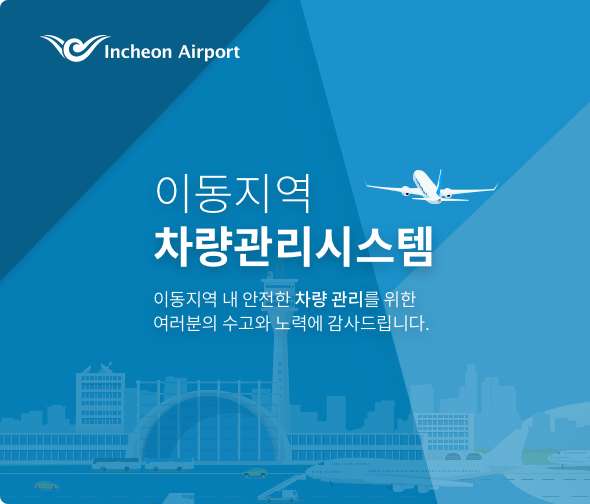 Incheon Airport
이동지역
차량관리시스템
이동지역 내 안전한 차량 관리를 위한
여러분의 수고와 노력에 감사드립니다.